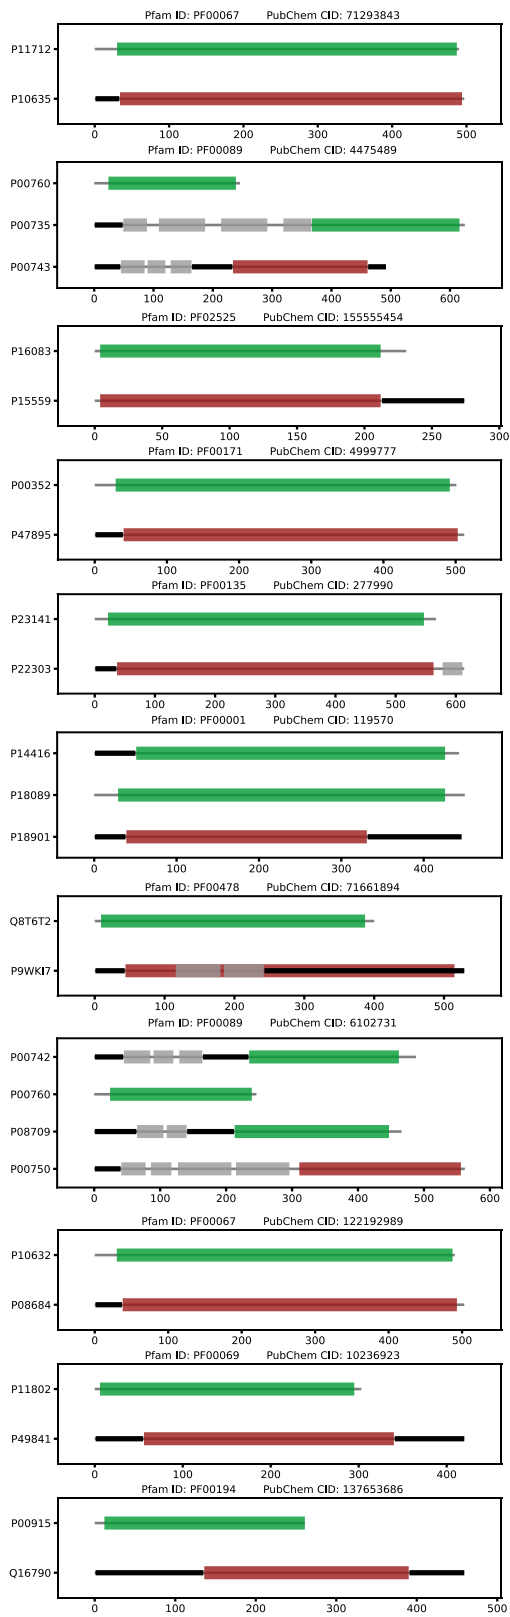 Pfam ID: PF00067 PubChem CID: 71293843
P11712
P10635
0 100 200 300 400 500
Pfam ID: PF00089 PubChem CID: 4475489
P00760
P00735
P00743
0 100 200 300 400 500 600
Pfam ID: PF02525 PubChem CID: 155555454
P16083
P15559
0 50 100 150 200 250 300
Pfam ID: PF00171 PubChem CID: 4999777
P00352
P47895
0 100 200 300 400 500
Pfam ID: PF00135 PubChem CID: 277990
P23141
P22303
0 100 200 300 400 500 600
Pfam ID: PF00001 PubChem CID: 119570
P14416
P18089
P18901
0 100 200 300 400
Pfam ID: PF00478 PubChem CID: 71661894
Q8T6T2
P9WKI7
0 100 200 300 400 500
Pfam ID: PF00089 PubChem CID: 6102731
P00742
P00760
P08709
P00750
0 100 200 300 400 500 600
Pfam ID: PF00067 PubChem CID: 122192989
P10632
P08684
0 100 200 300 400 500
Pfam ID: PF00069 PubChem CID: 10236923
P11802
P49841
0 100 200 300 400
Pfam ID: PF00194 PubChem CID: 137653686
P00915
Q16790
0 100 200 300 400 500